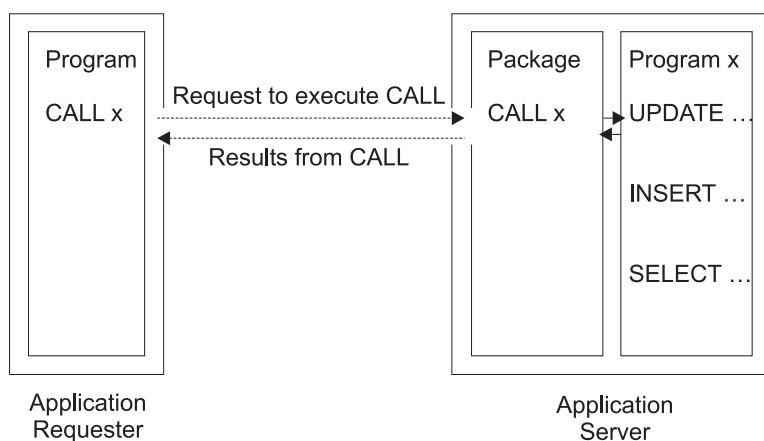 Program
CALL x
Request to execute CALL
Results from CALL
Package
CALL x
Program x
UPDATE …
INSERT …
SELECT …
Application
Requester
Application
Server